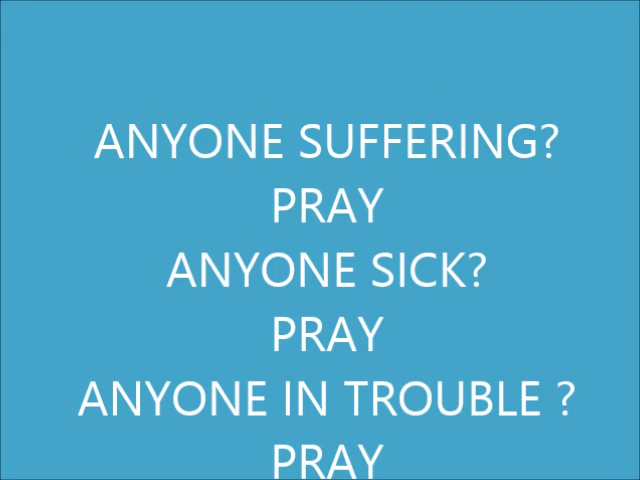 ANYONE SUFFERING?
PRAY
ANYONE SICK?
PRAY
ANYONE IN TROUBLE ?
PRAY